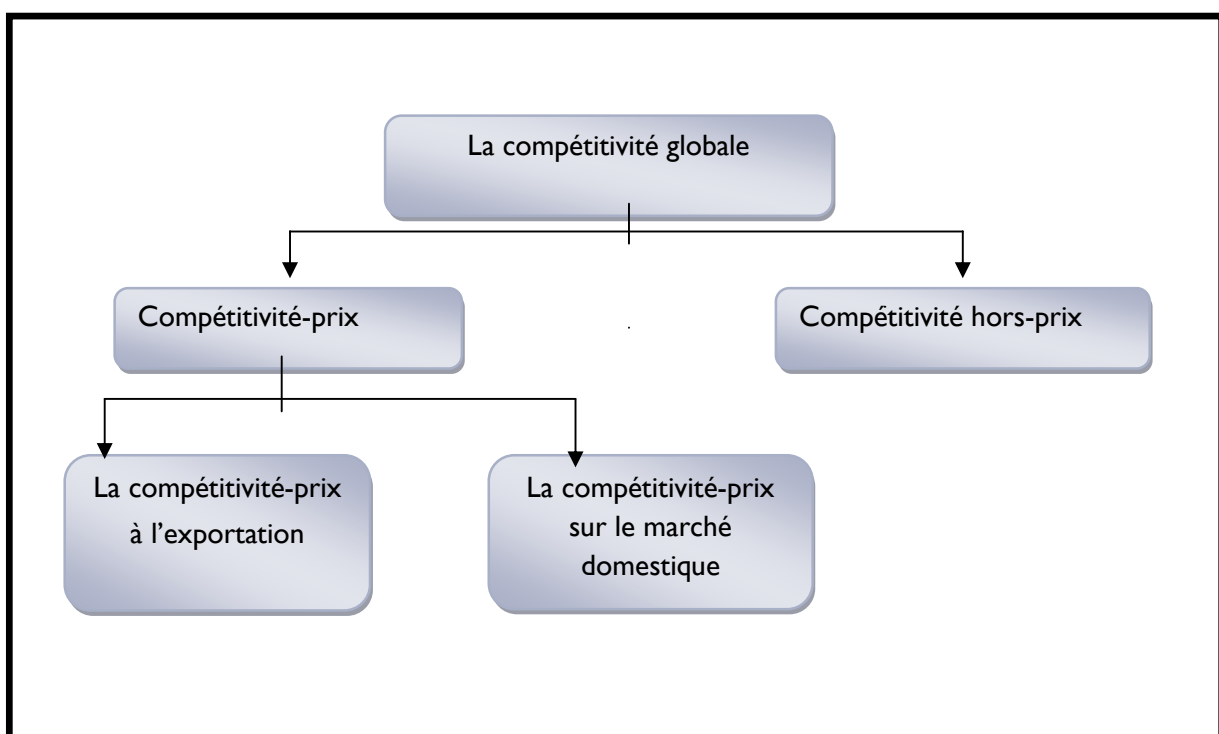 La compétitivité globale
Compétitivité-prix
Compétitivité hors-prix
La compétitivité-prix
à l’exportation
La compétitivité-prix
sur le marché
domestique